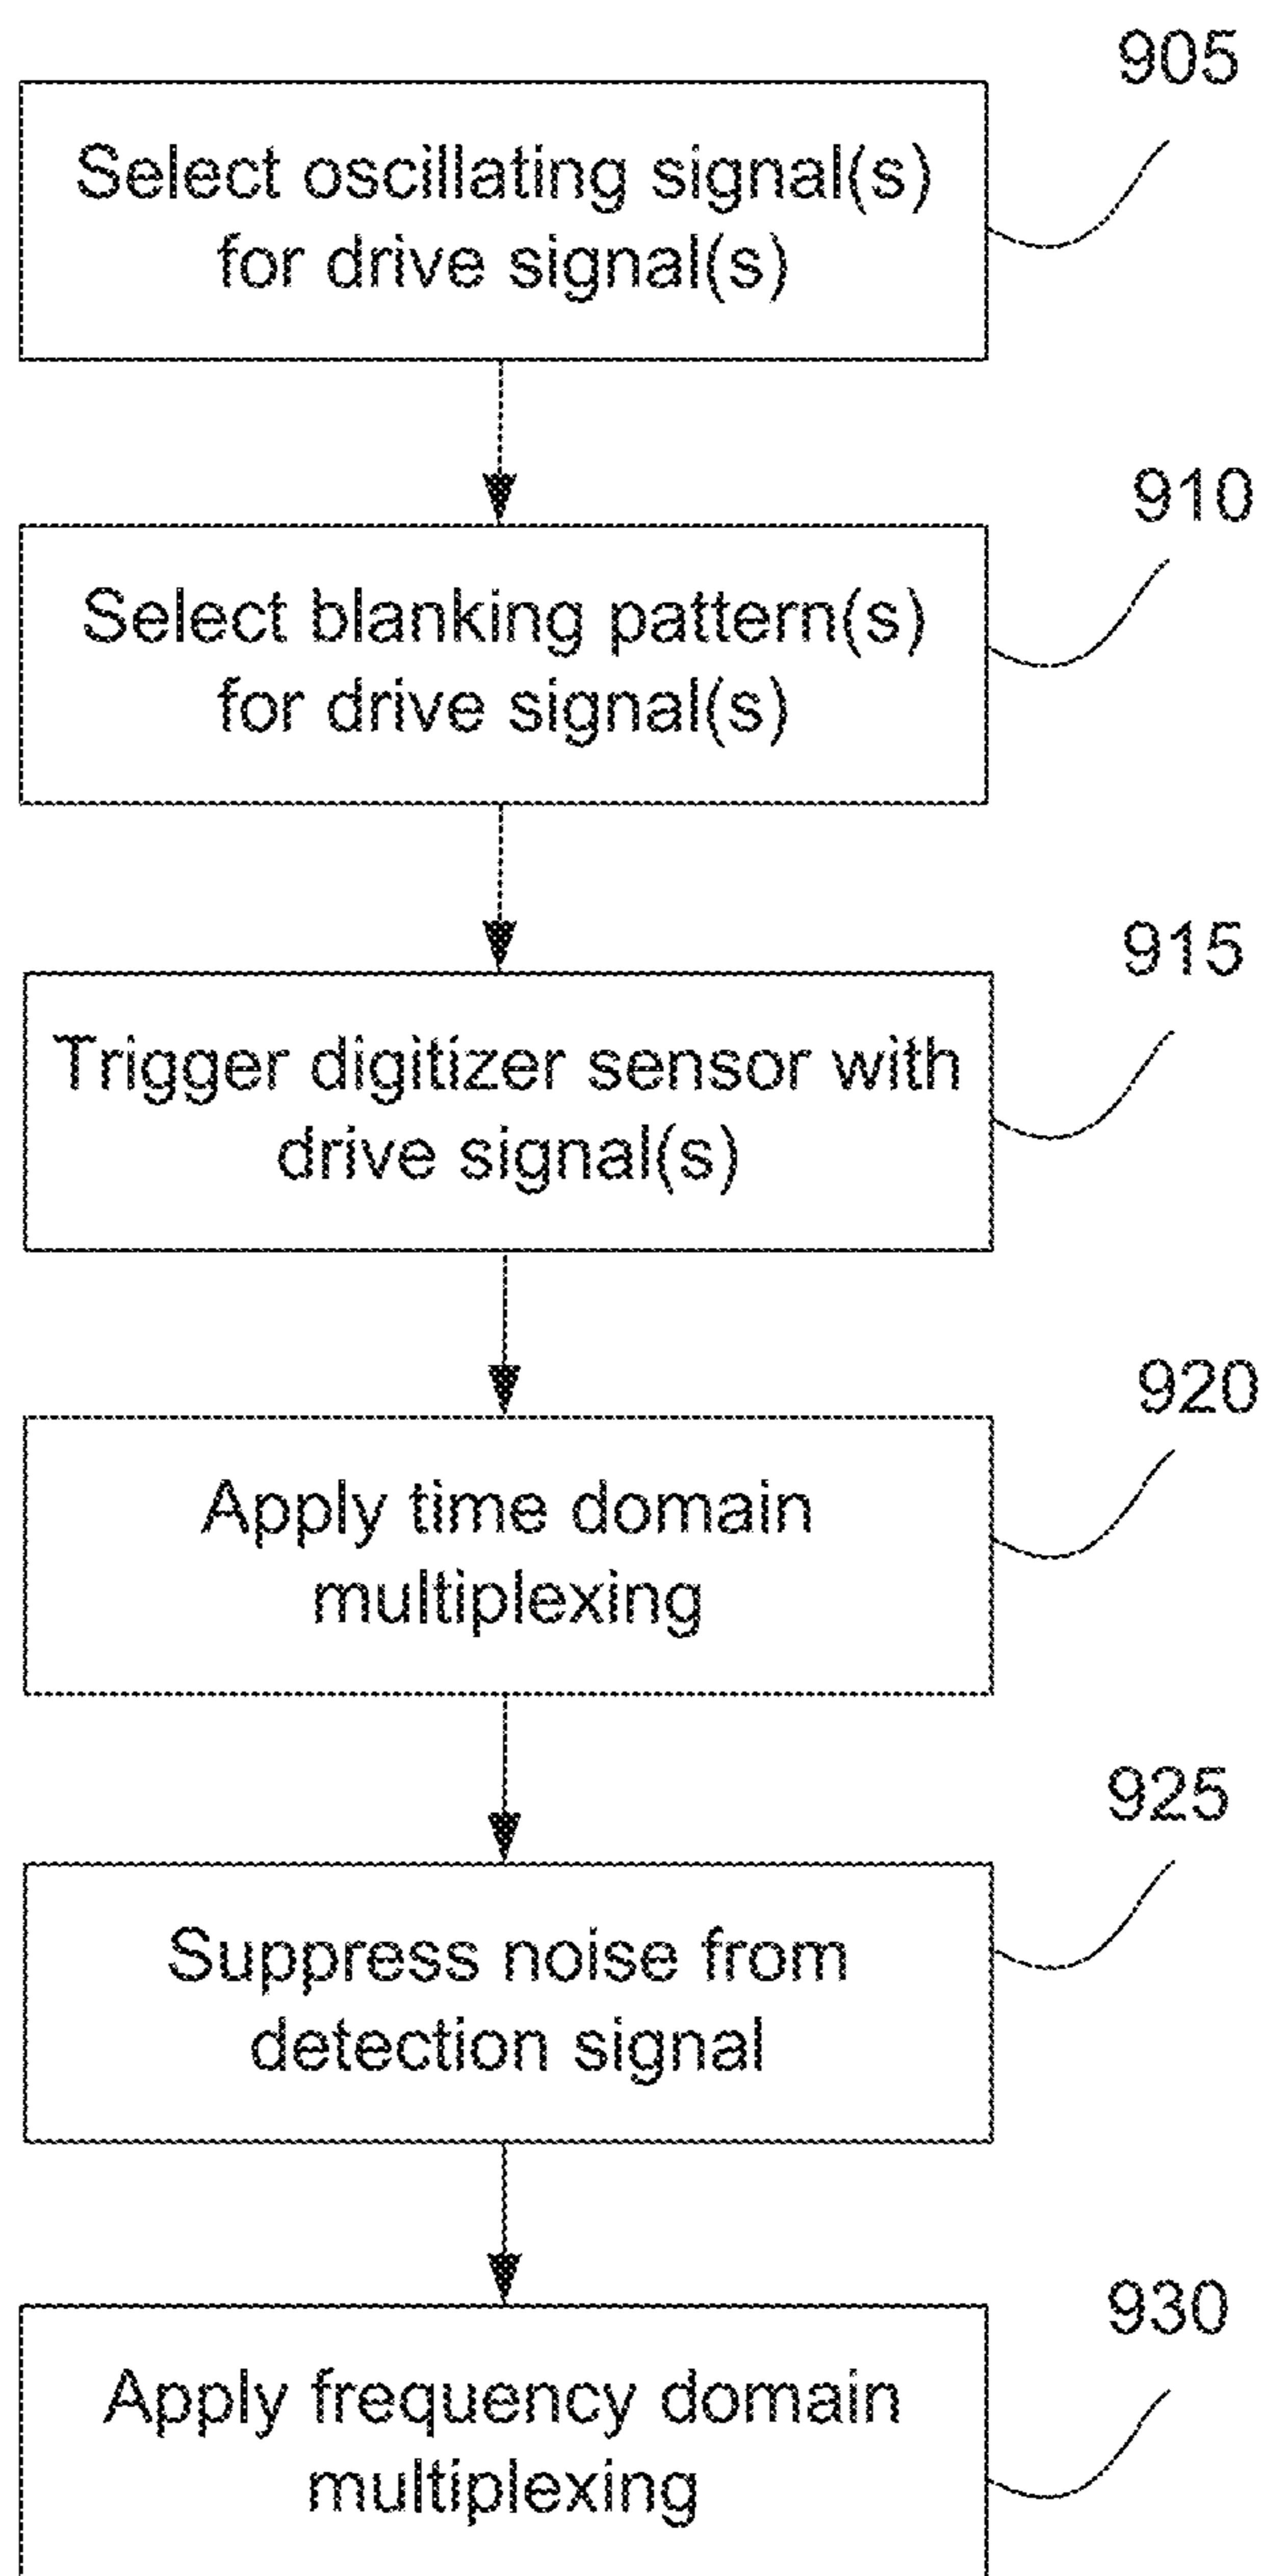 905
Select oscillating signal(s)
for drive signal(s)
910
Select blanking pattern(s)
for drive signal(s)
915
Trigger digitizer sensor with
drive signal(s)
920
Apply time domain
multiplexing
925
Suppress noise from
detection signal
930
Apply frequency domain
multiplexing